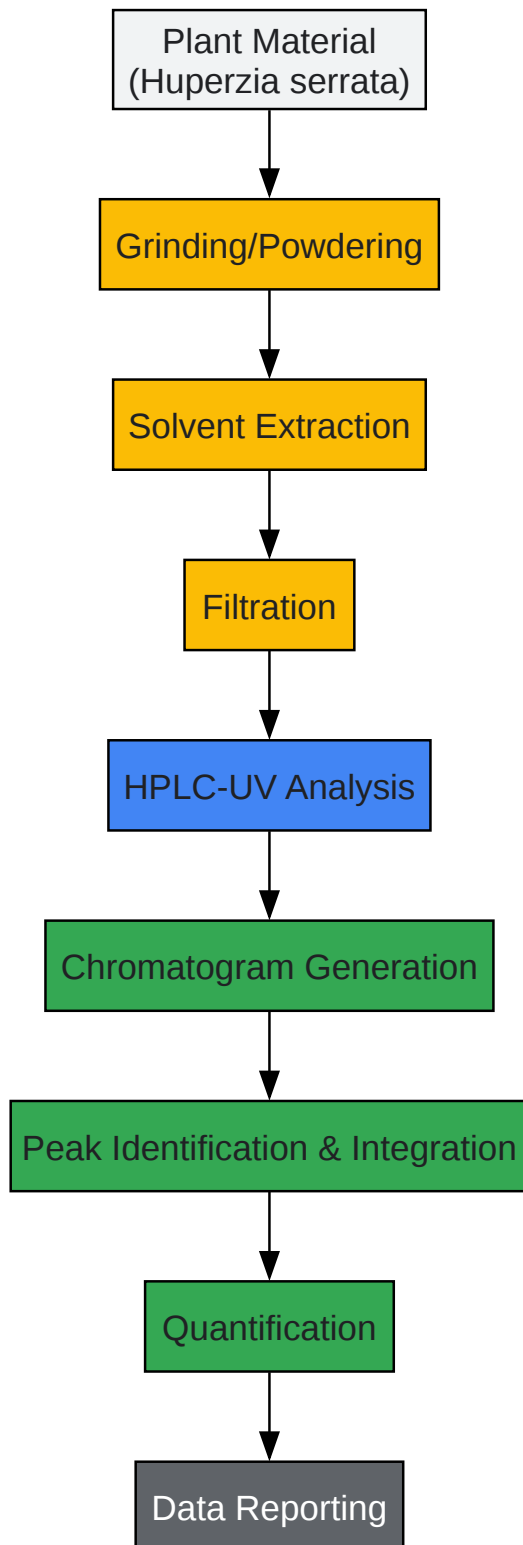 Plant Material
(Huperzia serrata)
Grinding/Powdering
Solvent Extraction
Filtration
HPLC-UV Analysis
Chromatogram Generation
Peak Identification & Integration
Quantification
Data Reporting